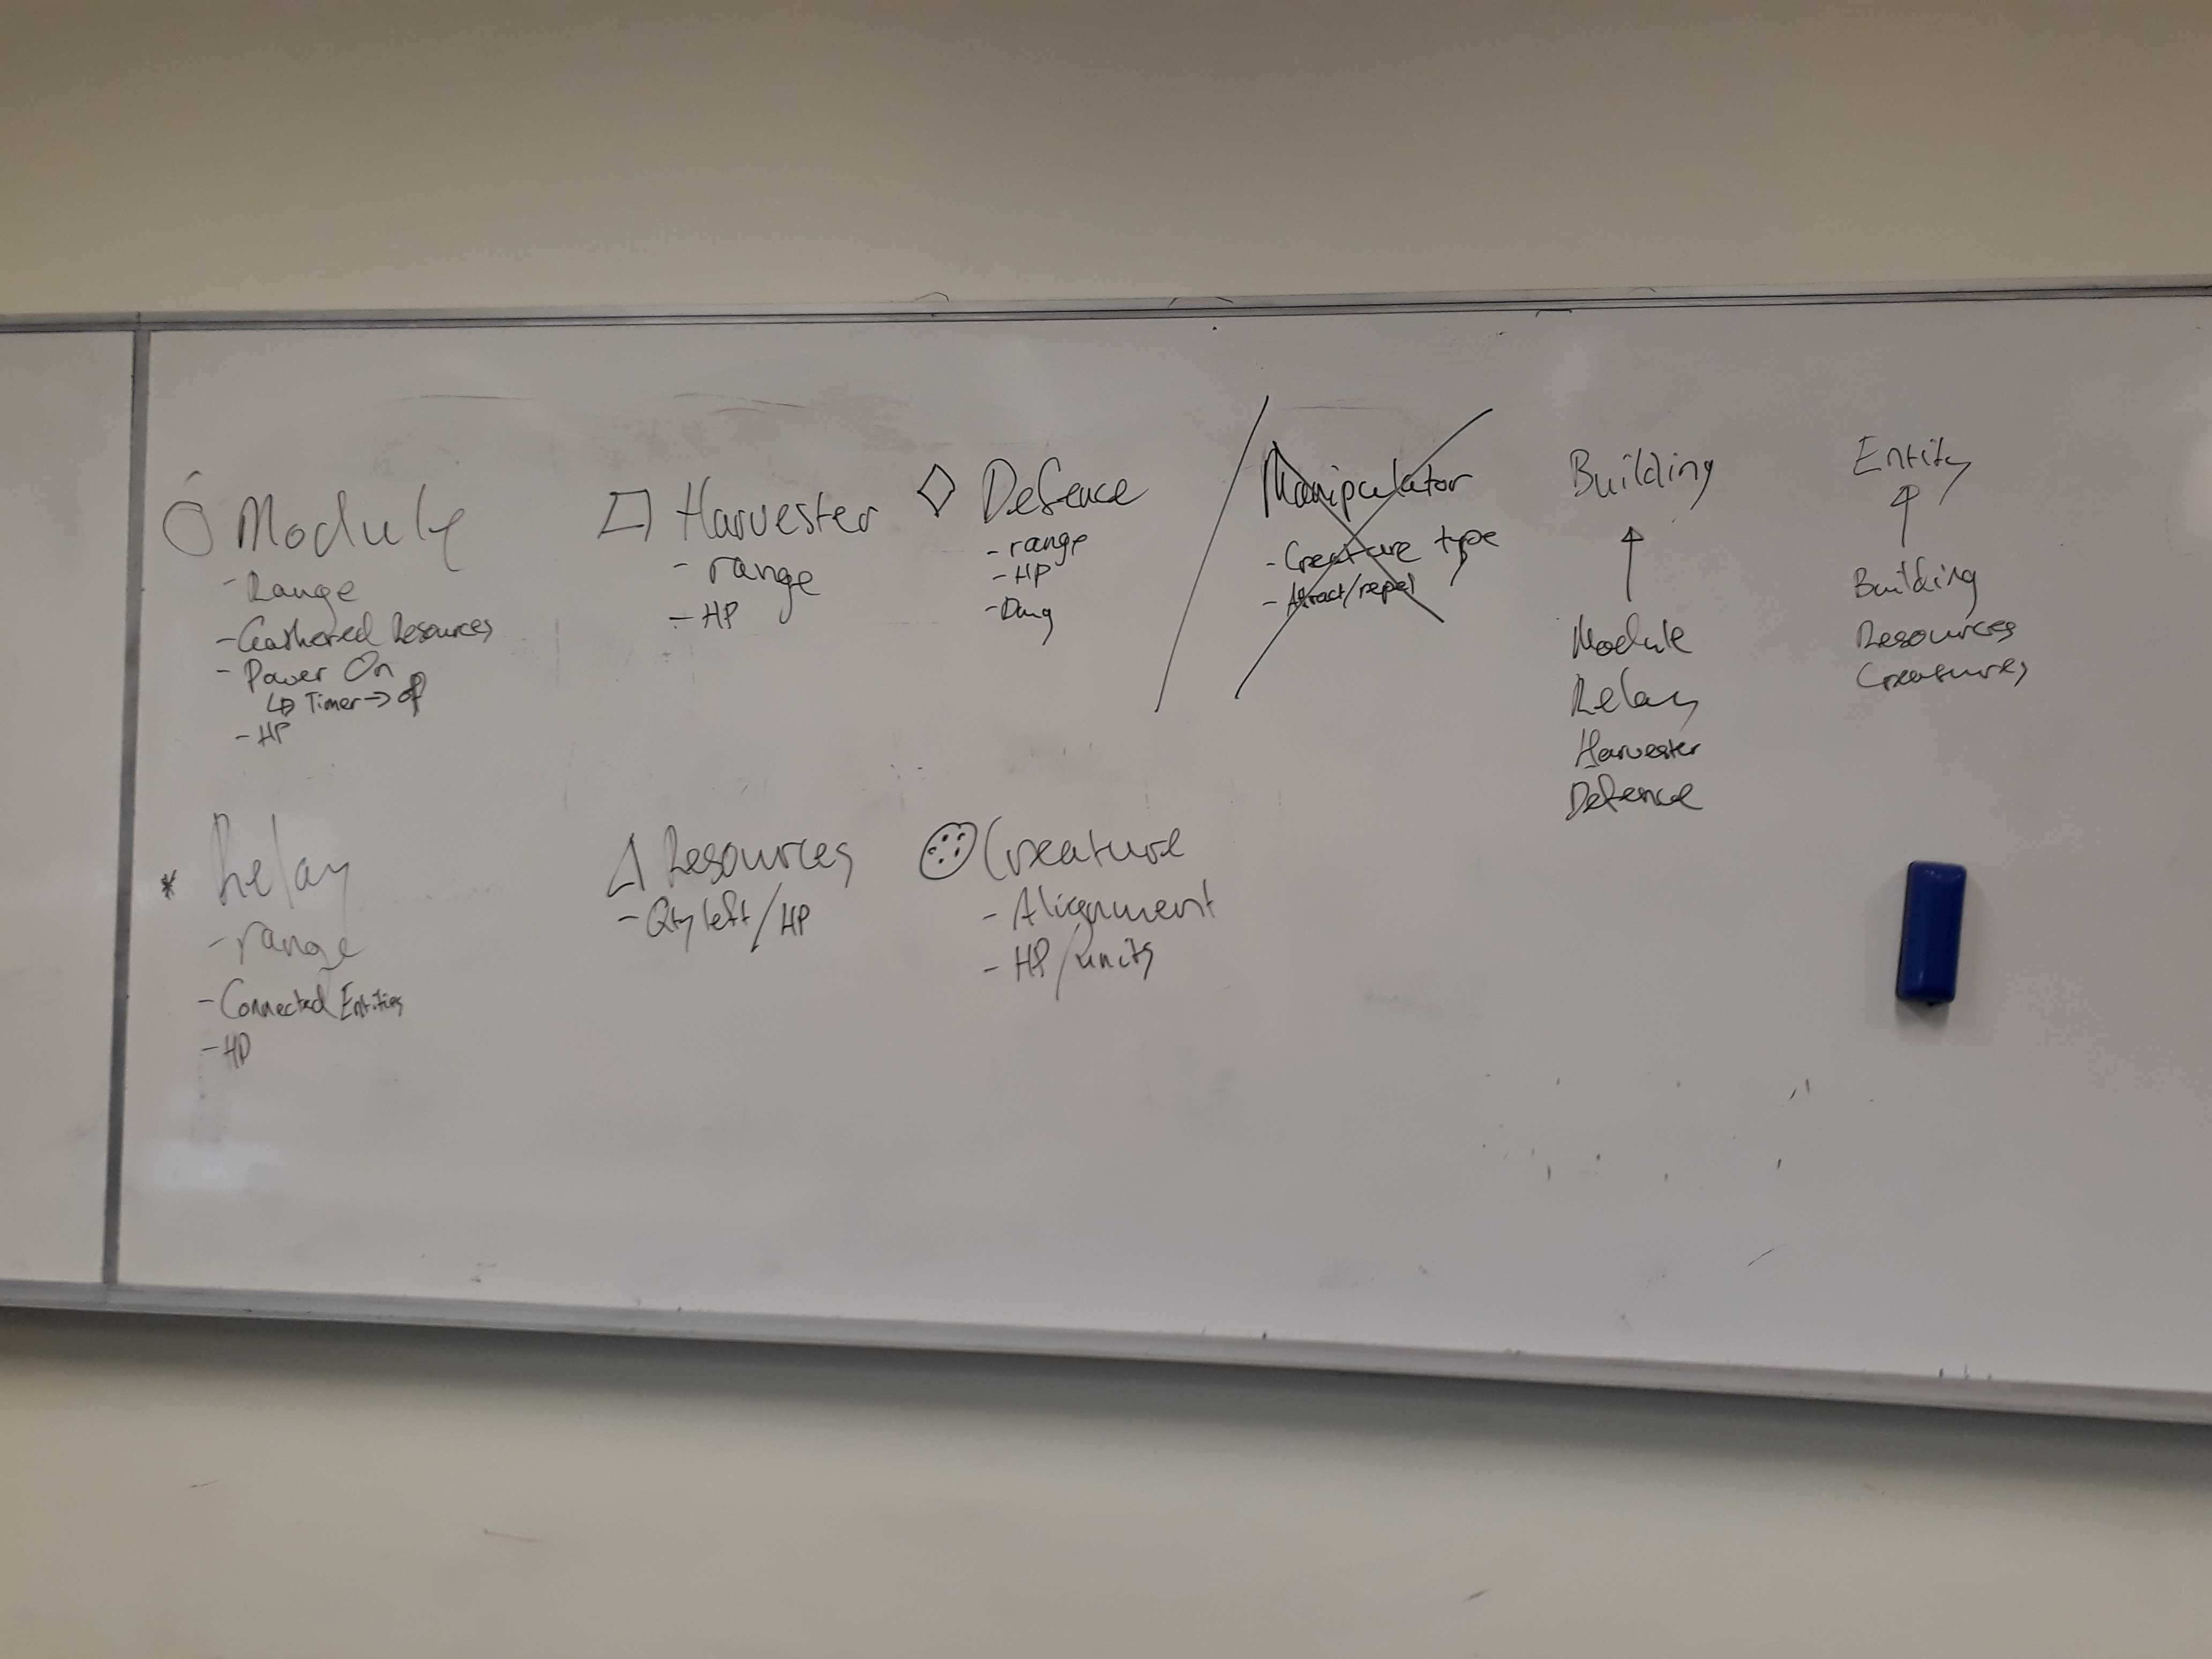 Module
- Range
- Gathered Resources
- Power On
↳ Timer → off
- HP
Harvester
- range
- HP
Defence
- range
- HP
- Dmg
Manipulator
- Creature type
- Attract/repel
Building
↑
Module
Relay
Harvester
Defence
Entity
↑
Building
Resources
Creatures
* Relay
- range
- Connected Entities
- HP
Resources
- Qty left/HP
Creature
- Alignment
- HP/units